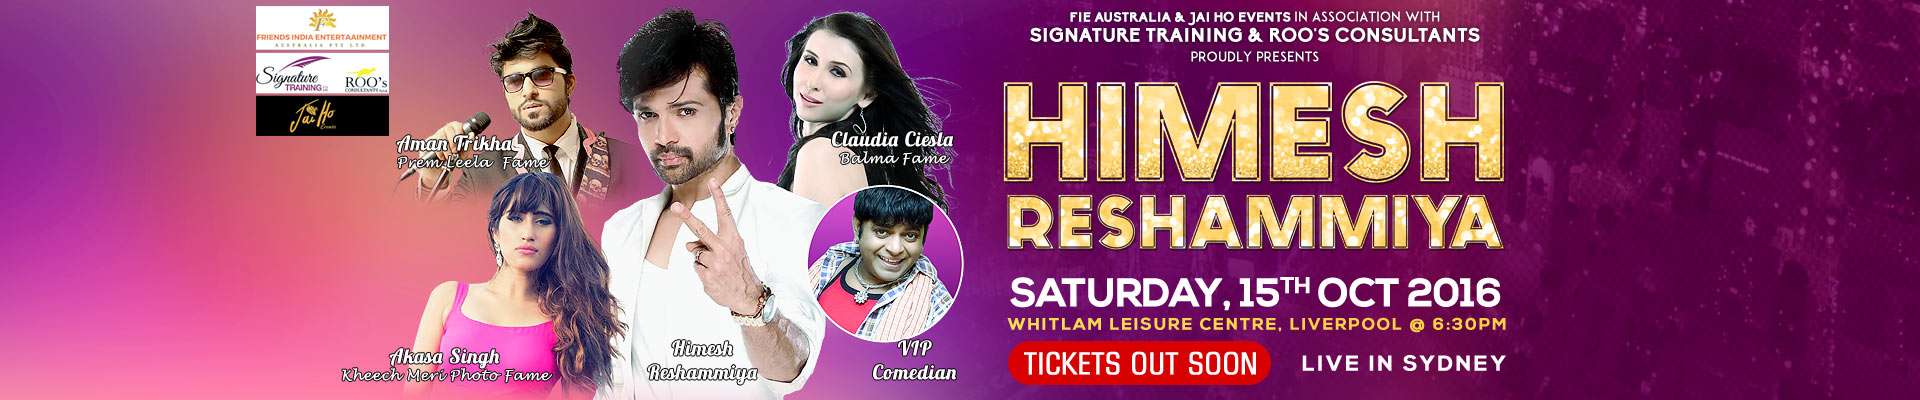 FRIENDS INDIA ENTERTAAINMENT
AUSTRALIA PTY LTD
Signature
TRAINING
ROO's
CONSULTANTS
Jai Ho
Events
Aman Trikha
Prem Leela Fame
Claudia Ciesla
Balma Fame
Akasa Singh
Kheech Meri Photo Fame
Himesh
Reshammiya
VIP
Comedian
FIE AUSTRALIA & JAI HO EVENTS IN ASSOCIATION WITH
SIGNATURE TRAINING & ROO'S CONSULTANTS
PROUDLY PRESENTS
HIMESH
RESHAMMIYA
SATURDAY, 15TH OCT 2016
WHITLAM LEISURE CENTRE, LIVERPOOL @ 6:30PM
TICKETS OUT SOON
LIVE IN SYDNEY